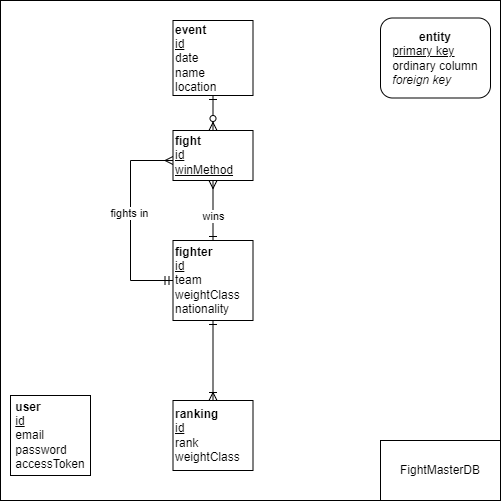 event
id
date
name
location
entity
primary key
ordinary column
foreign key
fight
id
winMethod
fights in
wins
fighter
id
team
weightClass
nationality
user
id
email
password
accessToken
ranking
id
rank
weightClass
FightMasterDB